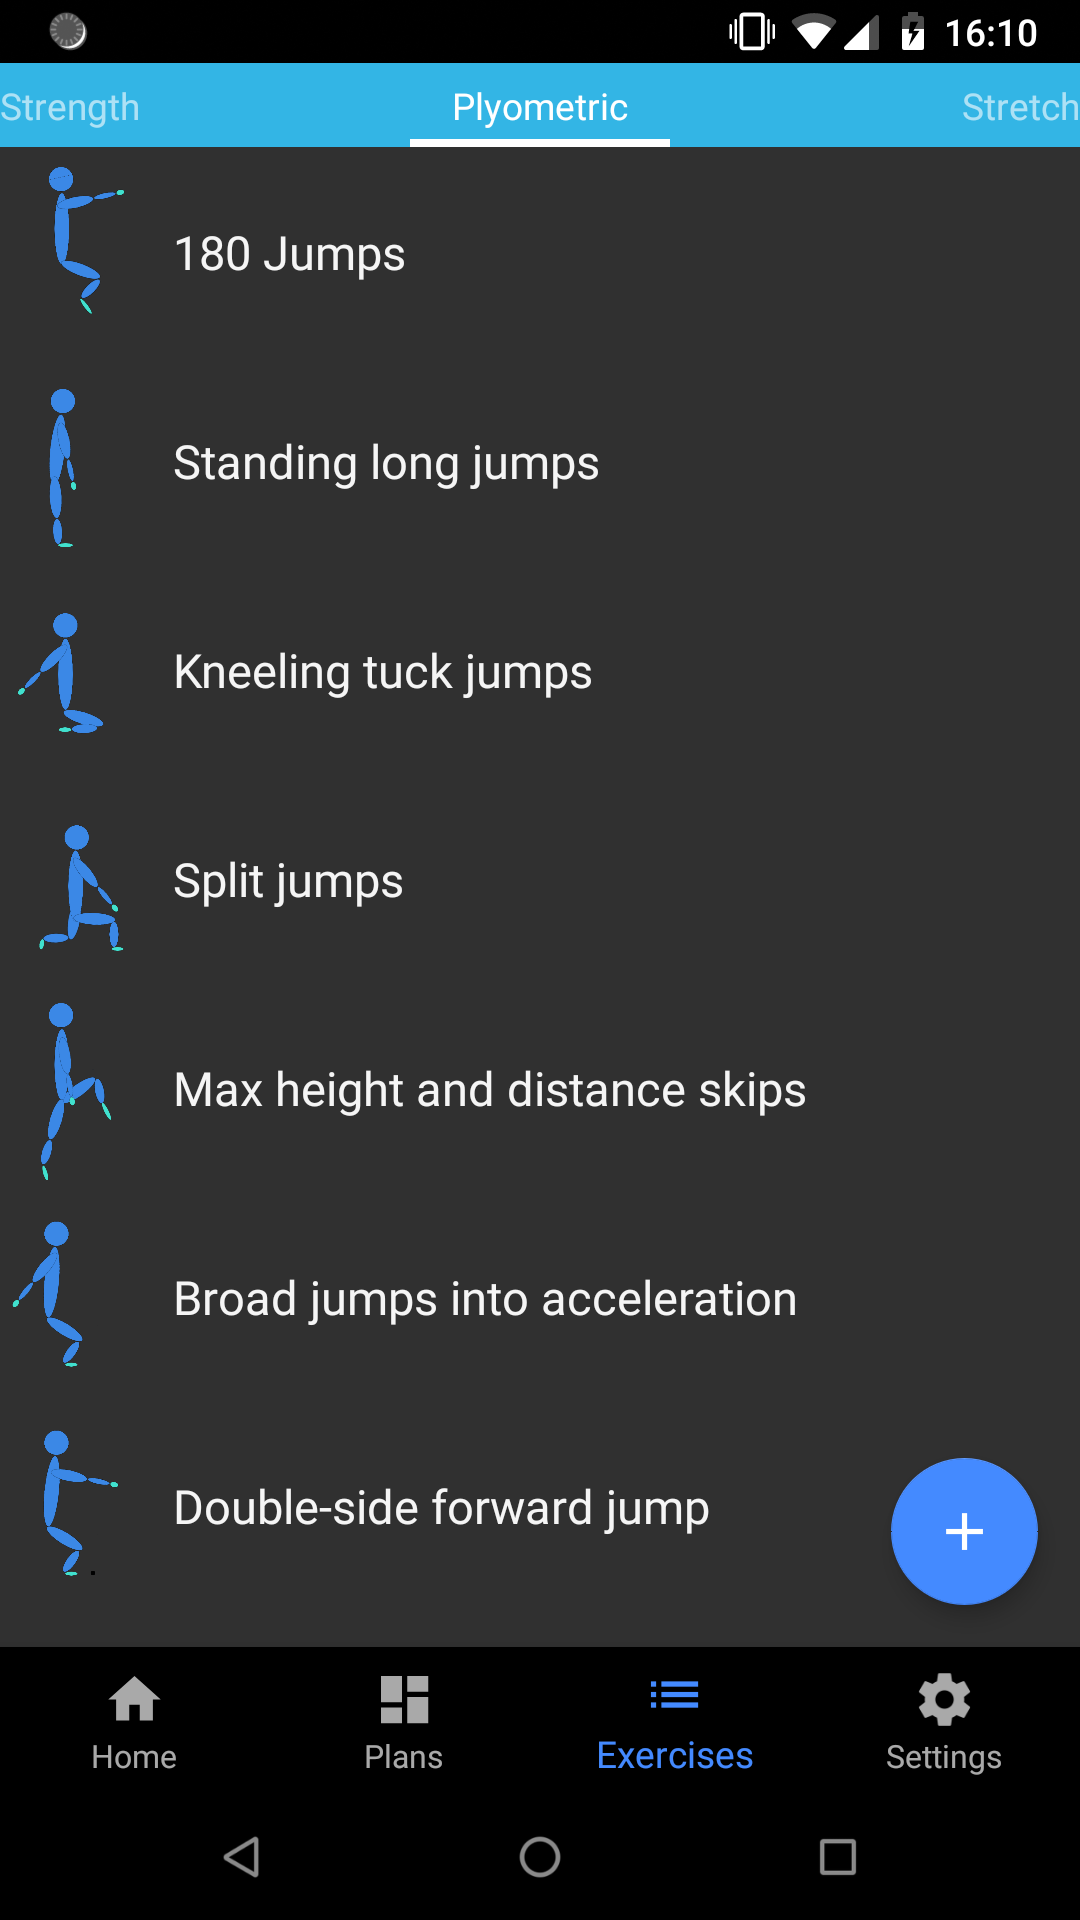 16:10
Strength Plyometric Stretch
180 Jumps
Standing long jumps
Kneeling tuck jumps
Split jumps
Max height and distance skips
Broad jumps into acceleration
Double-side forward jump
Home Plans Exercises Settings